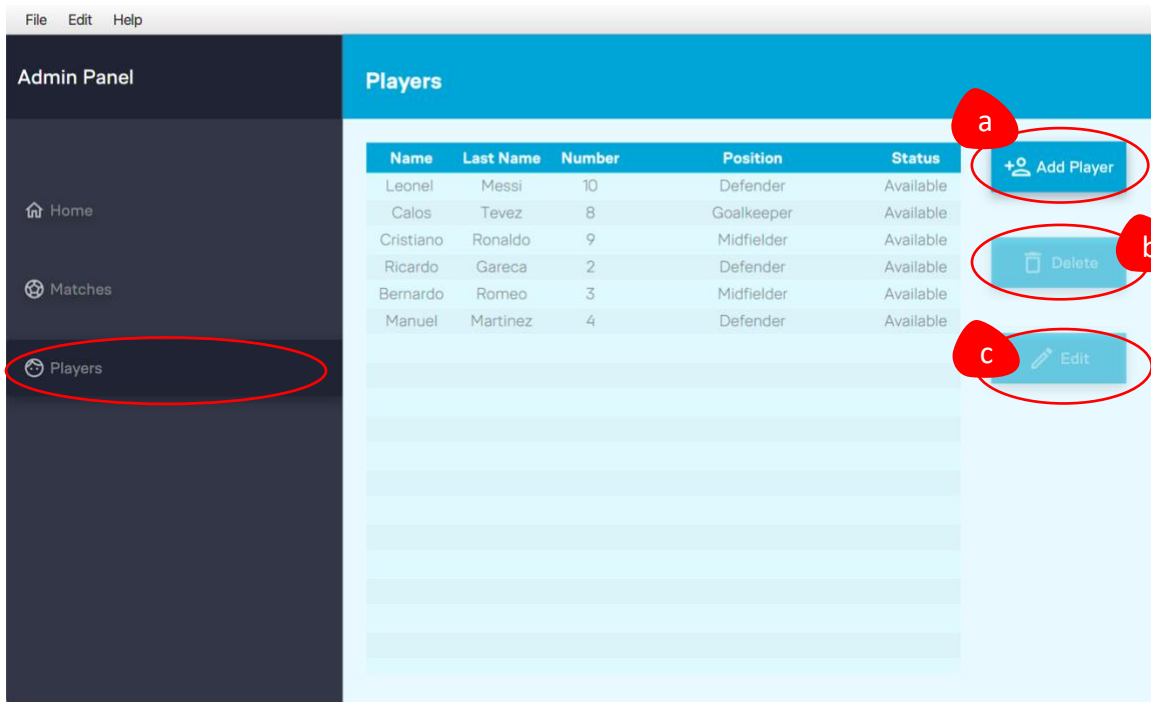 File Edit Help
Admin Panel
Players
a
Name Last Name Number Position Status
Add Player
Leonel Messi 10 Defender Available
Home
Calos Tevez 8 Goalkeeper Available
Cristiano Ronaldo 9 Midfielder Available
b
Ricardo Gareca 2 Defender Available
Delete
Matches
Bernardo Romeo 3 Midfielder Available
Manuel Martinez 4 Defender Available
c
Edit
Players